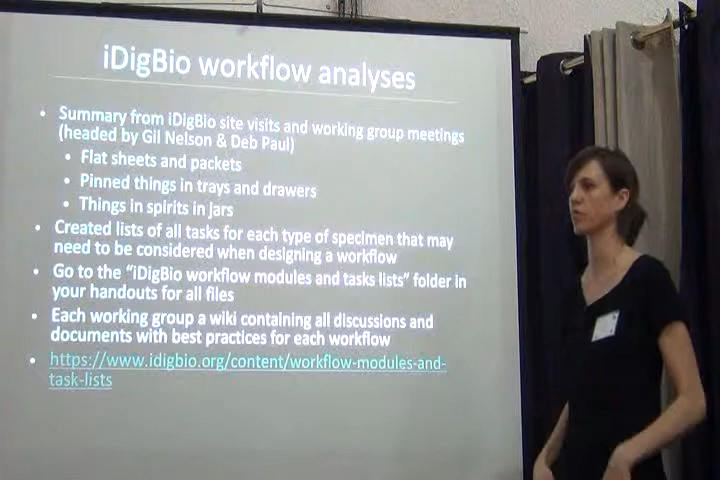 iDigBio workflow analyses
• Summary from iDigBio site visits and working group meetings
(headed by Gil Nelson & Deb Paul)
• Flat sheets and packets
• Pinned things in trays and drawers
• Things in spirits in jars
• Created lists of all tasks for each type of specimen that may
need to be considered when designing a workflow
• Go to the “iDigBio workflow modules and tasks lists” folder in
your handouts for all files
• Each working group a wiki containing all discussions and
documents with best practices for each workflow
• https://www.idigbio.org/content/workflow-modules-and-
task-lists